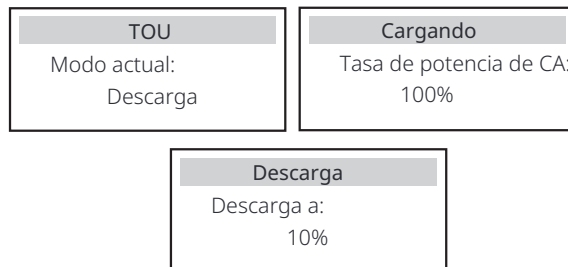 TOU
Modo actual:
Descarga
Cargando
Tasa de potencia de CA:
100%
Descarga
Descarga a:
10%